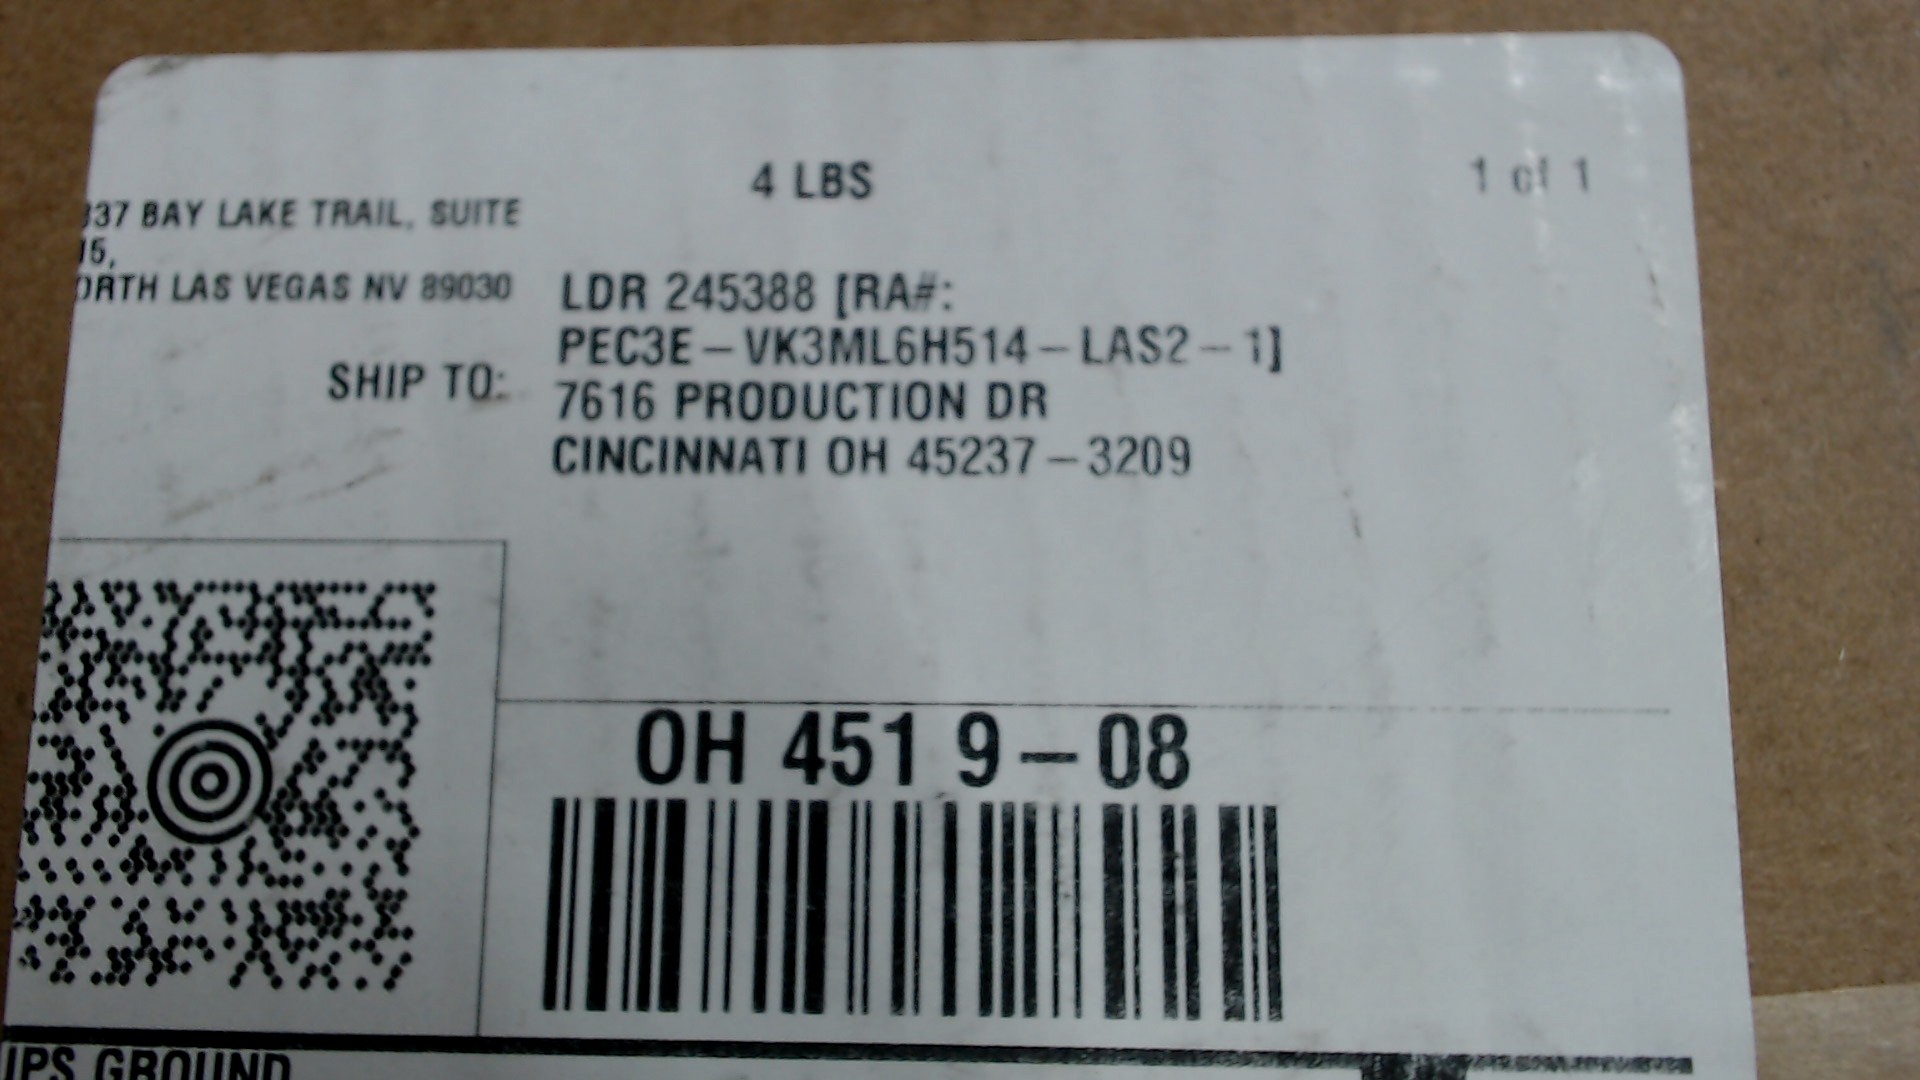 4 LBS
1 of 1
337 BAY LAKE TRAIL, SUITE
15,
ORTH LAS VEGAS NV 89030
LDR 245388 [RA#:
PEC3E-VK3ML6H514-LAS2-1]
SHIP TO:
7616 PRODUCTION DR
CINCINNATI OH 45237-3209
OH 451 9-08
UPS GROUND